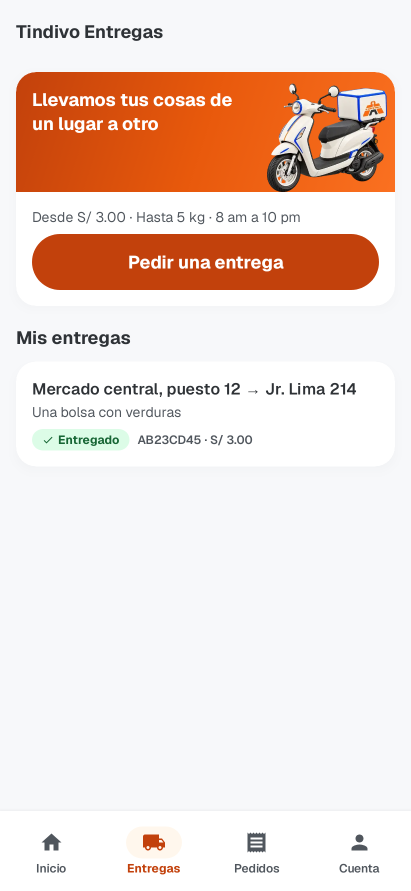 Tindivo Entregas
Llevamos tus cosas de
un lugar a otro
Desde S/ 3.00 · Hasta 5 kg · 8 am a 10 pm
Pedir una entrega
Mis entregas
Mercado central, puesto 12 → Jr. Lima 214
Una bolsa con verduras
Entregado AB23CD45 · S/ 3.00
Inicio Entregas Pedidos Cuenta